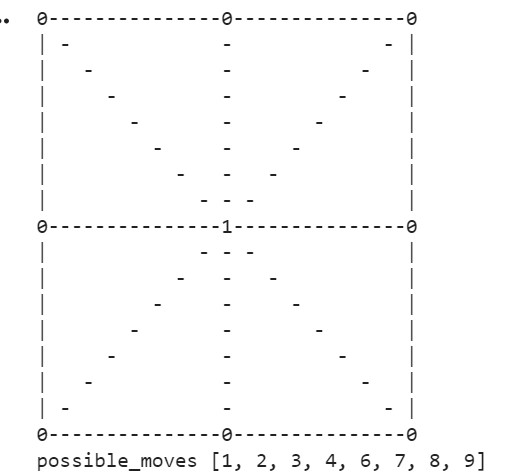 ..  0---------------0---------------0
    | -             -             - |
    |   -           -           -   |
    |     -         -         -     |
    |       -       -       -       |
    |         -     -     -         |
    |           -   -   -           |
    |             - - -             |
    0---------------1---------------0
    |             - - -             |
    |           -   -   -           |
    |         -     -     -         |
    |       -       -       -       |
    |     -         -         -     |
    |   -           -           -   |
    | -             -             - |
    0---------------0---------------0
    possible_moves [1, 2, 3, 4, 6, 7, 8, 9]